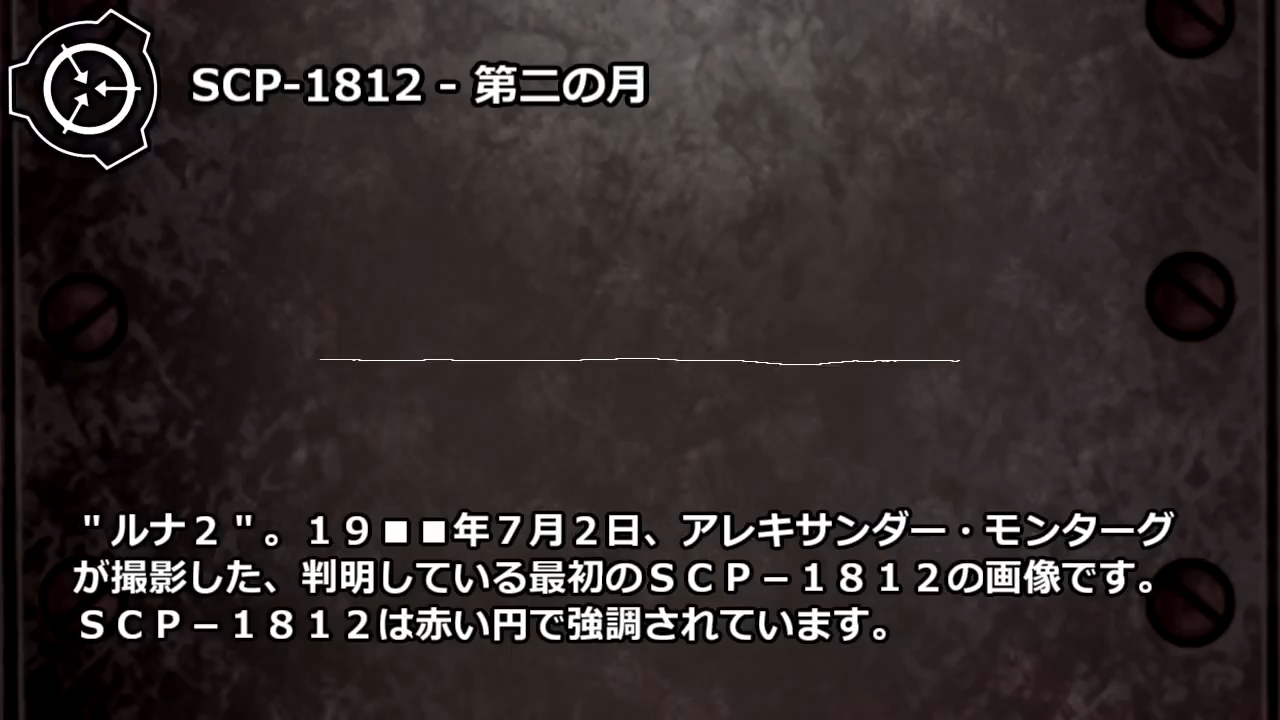 SCP-1812 - 第二の月
"ルナ２"。１９■■年７月２日、アレキサンダー・モンターグ
が撮影した、判明している最初のＳＣＰ－１８１２の画像です。
ＳＣＰ－１８１２は赤い円で強調されています。